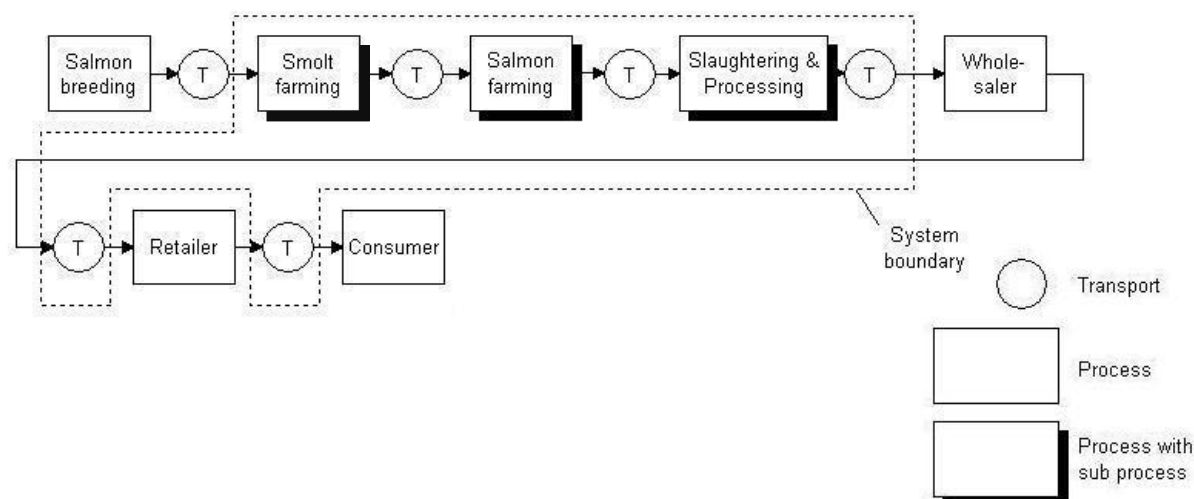 Salmon
breeding
T
Smolt
farming
T
Salmon
farming
T
Slaughtering &
Processing
T
Whole-
saler
T
Retailer
T
Consumer
System
boundary
Transport
Process
Process with
sub process